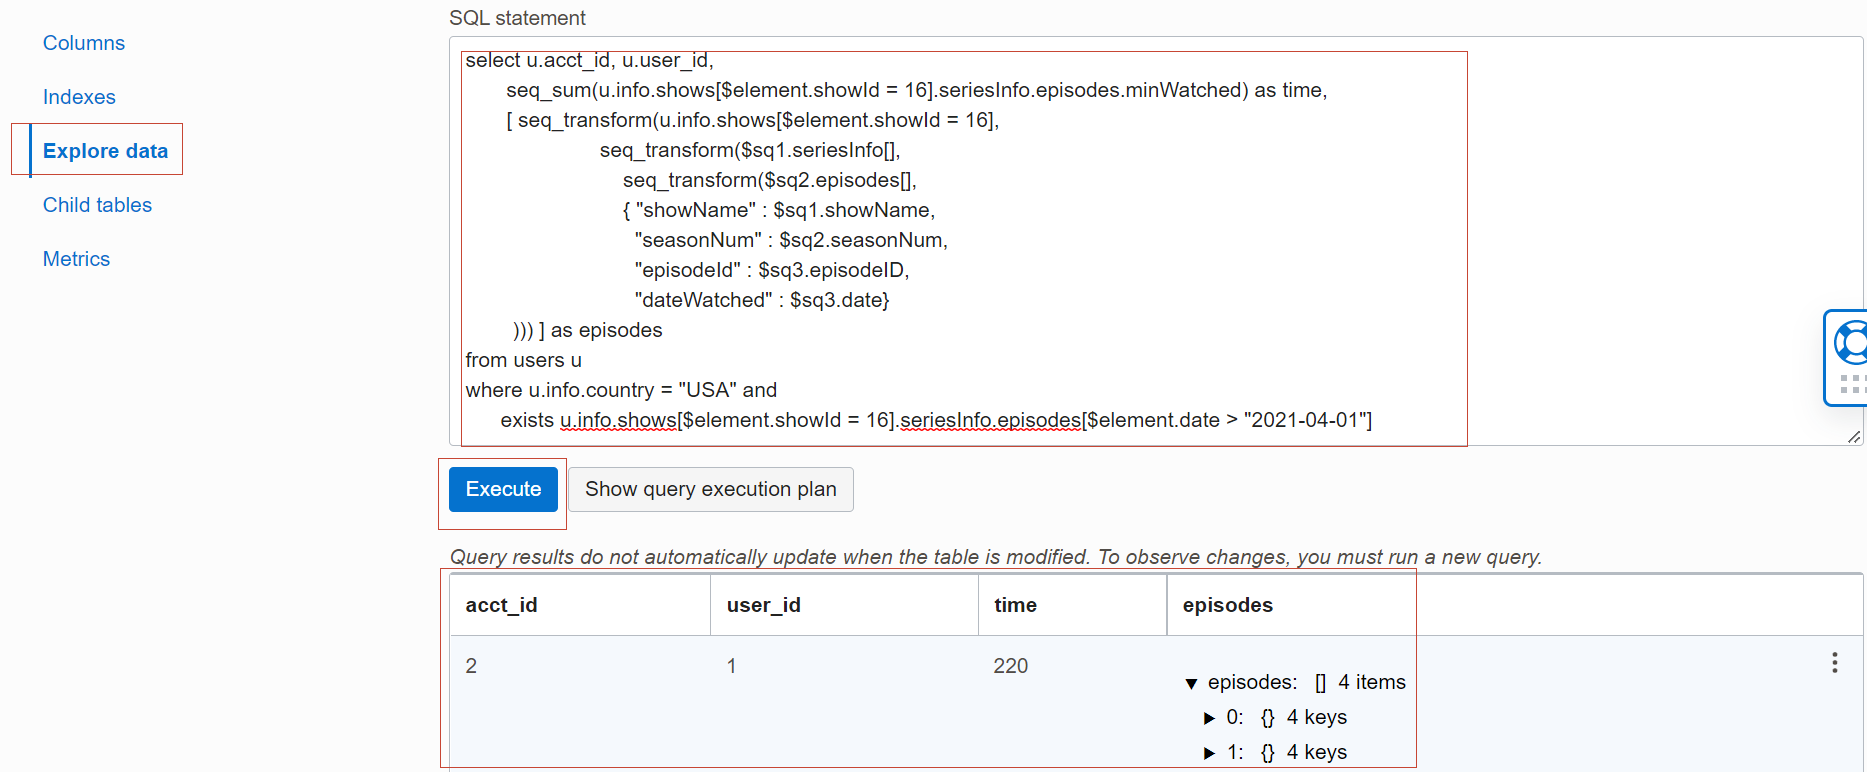 Columns
Indexes
Explore data
Child tables
Metrics
SQL statement
select u.acct_id, u.user_id,
seq_sum(u.info.shows[$element.showId = 16].seriesInfo.episodes.minWatched) as time,
[ seq_transform(u.info.shows[$element.showId = 16],
seq_transform($sq1.seriesInfo[],
seq_transform($sq2.episodes[],
{ "showName" : $sq1.showName,
"seasonNum" : $sq2.seasonNum,
"episodeId" : $sq3.episodeID,
"dateWatched" : $sq3.date}
))) ] as episodes
from users u
where u.info.country = "USA" and
exists u.info.shows[$element.showId = 16].seriesInfo.episodes[$element.date > "2021-04-01"]
Execute
Show query execution plan
Query results do not automatically update when the table is modified. To observe changes, you must run a new query.
acct_id user_id time episodes
2 1 220
episodes: [] 4 items
0: {} 4 keys
1: {} 4 keys